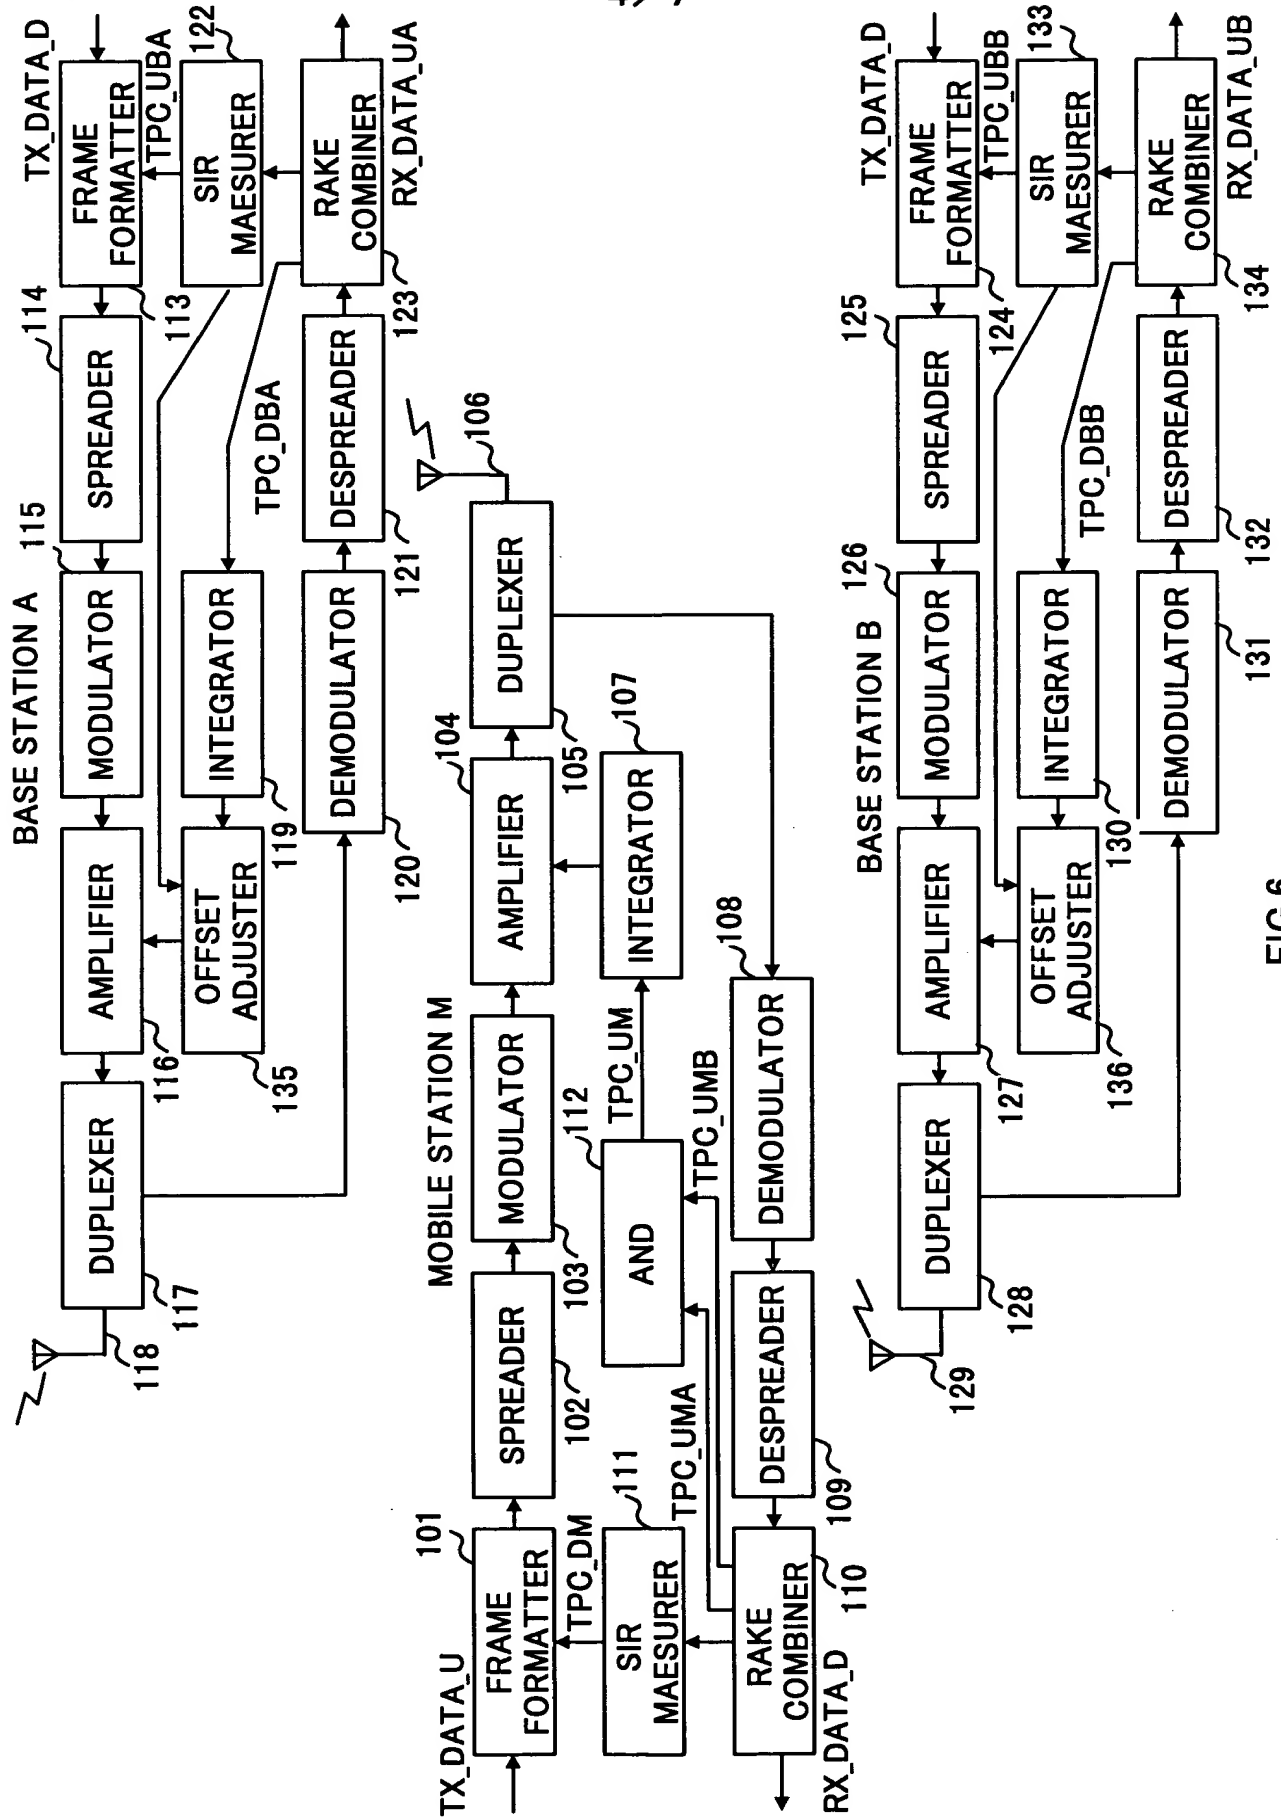 BASE STATION A
TX_DATA_D
FRAME
FORMATTER
113
SPREADER
114
MODULATOR
115
AMPLIFIER
116
DUPLEXER
117
118
TPC_UBA
SIR
MAESURER
122
INTEGRATOR
119
OFFSET
ADJUSTER
135
TPC_DBA
RAKE
COMBINER
123
RX_DATA_UA
DESPREADER
121
DEMODULATOR
120
MOBILE STATION M
TX_DATA_U
FRAME
FORMATTER
101
SPREADER
102
MODULATOR
103
AMPLIFIER
104
DUPLEXER
105
106
TPC_DM
SIR
MAESURER
111
AND
112
TPC_UM
INTEGRATOR
107
TPC_UMA
TPC_UMB
RAKE
COMBINER
110
RX_DATA_D
DESPREADER
109
DEMODULATOR
108
BASE STATION B
TX_DATA_D
FRAME
FORMATTER
124
SPREADER
125
MODULATOR
126
AMPLIFIER
127
DUPLEXER
128
129
TPC_UBB
SIR
MAESURER
133
INTEGRATOR
130
OFFSET
ADJUSTER
136
TPC_DBB
RAKE
COMBINER
134
RX_DATA_UB
DESPREADER
132
DEMODULATOR
131
FIG.6